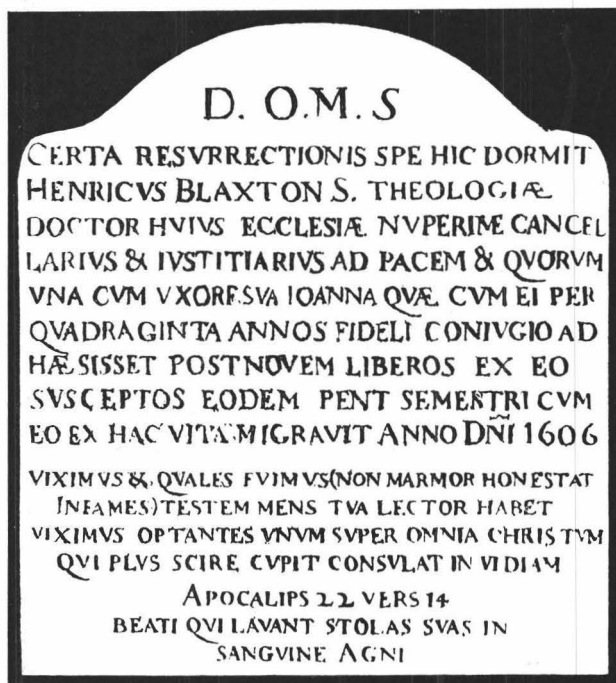 D. O.M. S
CERTA RESVRRECTIONIS SPE HIC DORMIT
HENRICVS BLAXTON S. THEOLOGIÆ
DOCTOR HVIVS ECCLESIÆ NVPERIME CANCEL
LARIVS & IVSTITIARIVS AD PACEM & QVORVM
VNA CVM VXORE SVA IOANNA QVÆ CVM EI PER
QVADRAGINTA ANNOS FIDELI CONIVGIO AD
HÆSISSET POST NOVEM LIBEROS EX EO
SVSCEPTOS EODEM PENT SEMERTRI CVM
EO EX HAC VITA MIGRAVIT ANNO DÑI 1606
VIXIMVS &, QVALES FVIMVS (NON MARMOR HONESTAT
INFAMES) TESTEM MENS TVA LECTOR HABET
VIXIMVS OPTANTES VNVM SVPER OMNIA CHRISTVM
QVI PLVS SCIRE CVPIT CONSVLAT INVIDIAM
APOCALIPS 22 VERS 14
BEATI QVI LAVANT STOLAS SVAS IN
SANGVINE AGNI